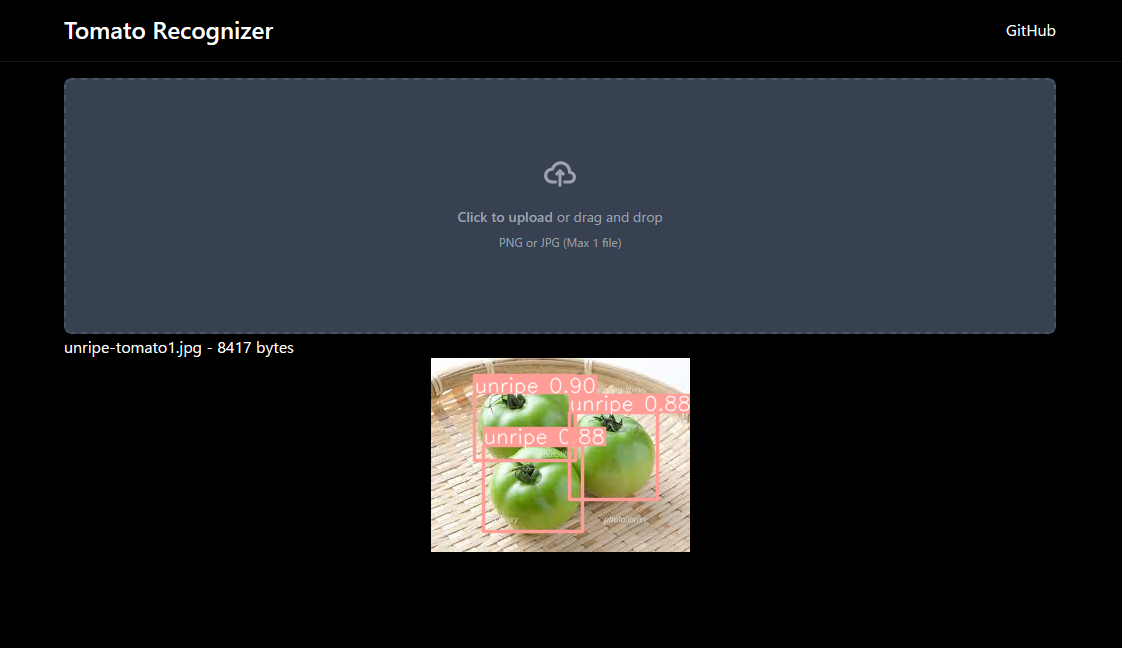 Tomato Recognizer
GitHub
Click to upload or drag and drop
PNG or JPG (Max 1 file)
unripe-tomato1.jpg - 8417 bytes
unripe 0.90
unripe 0.88
unripe 0.88
photolibrary